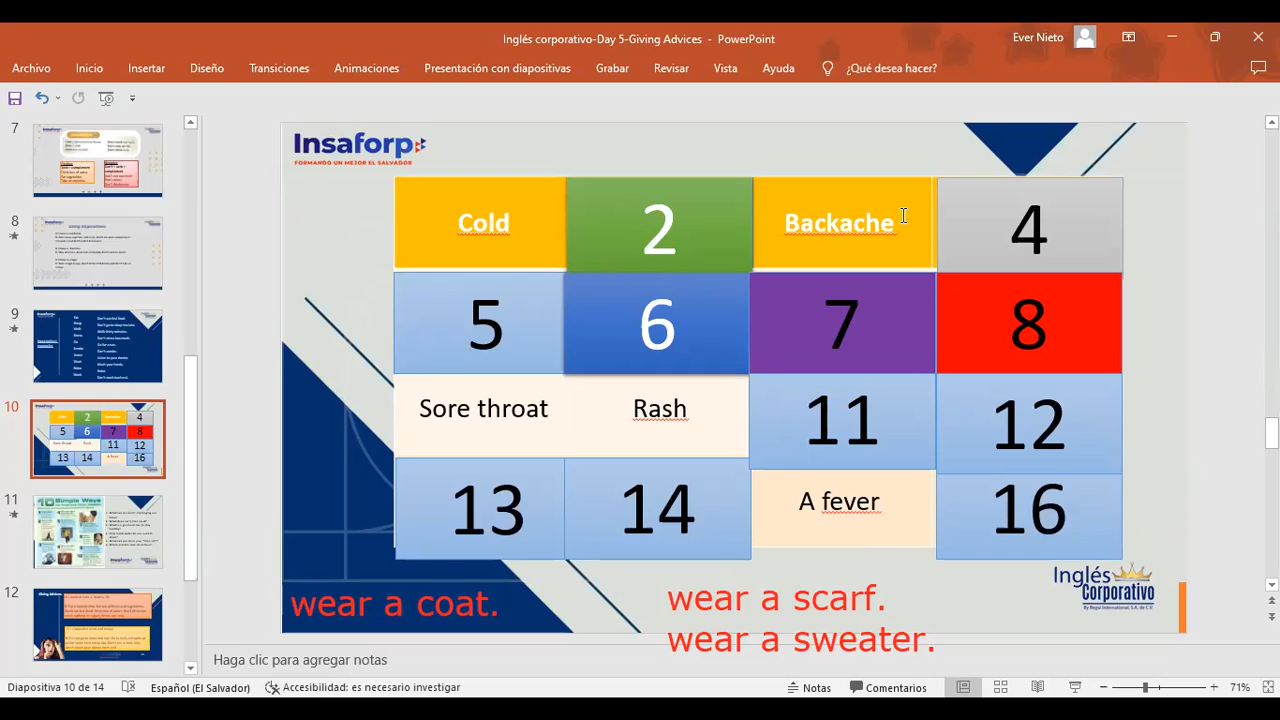 Inglés corporativo-Day 5-Giving Advices - PowerPoint
Ever Nieto
Archivo Inicio Insertar Diseño Transiciones Animaciones Presentación con diapositivas Grabar Revisar Vista Ayuda ¿Qué desea hacer?
7
8
9
10
11
12
Insaforp
FORMANDO UN MEJOR EL SALVADOR
Cold 2 Backache 4
5 6 7 8
Sore throat Rash 11 12
13 14 A fever 16
Inglés
Corporativo
By Regal International, S.A. de C.V.
wear a coat.
wear a scarf.
wear a sweater.
Haga clic para agregar notas
Diapositiva 10 de 14 Español (El Salvador) Accesibilidad: es necesario investigar Notas Comentarios 71%